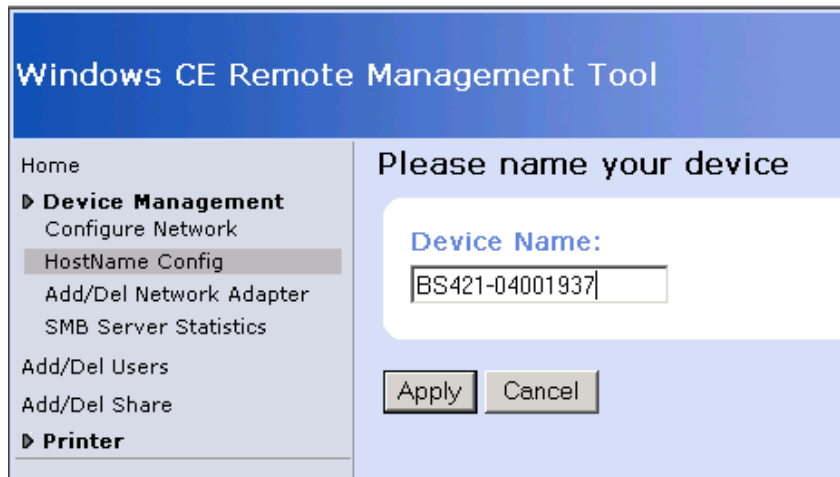 Windows CE Remote Management Tool
Home
Device Management
Configure Network
HostName Config
Add/Del Network Adapter
SMB Server Statistics
Add/Del Users
Add/Del Share
Printer
Please name your device
Device Name:
BS421-04001937
Apply
Cancel